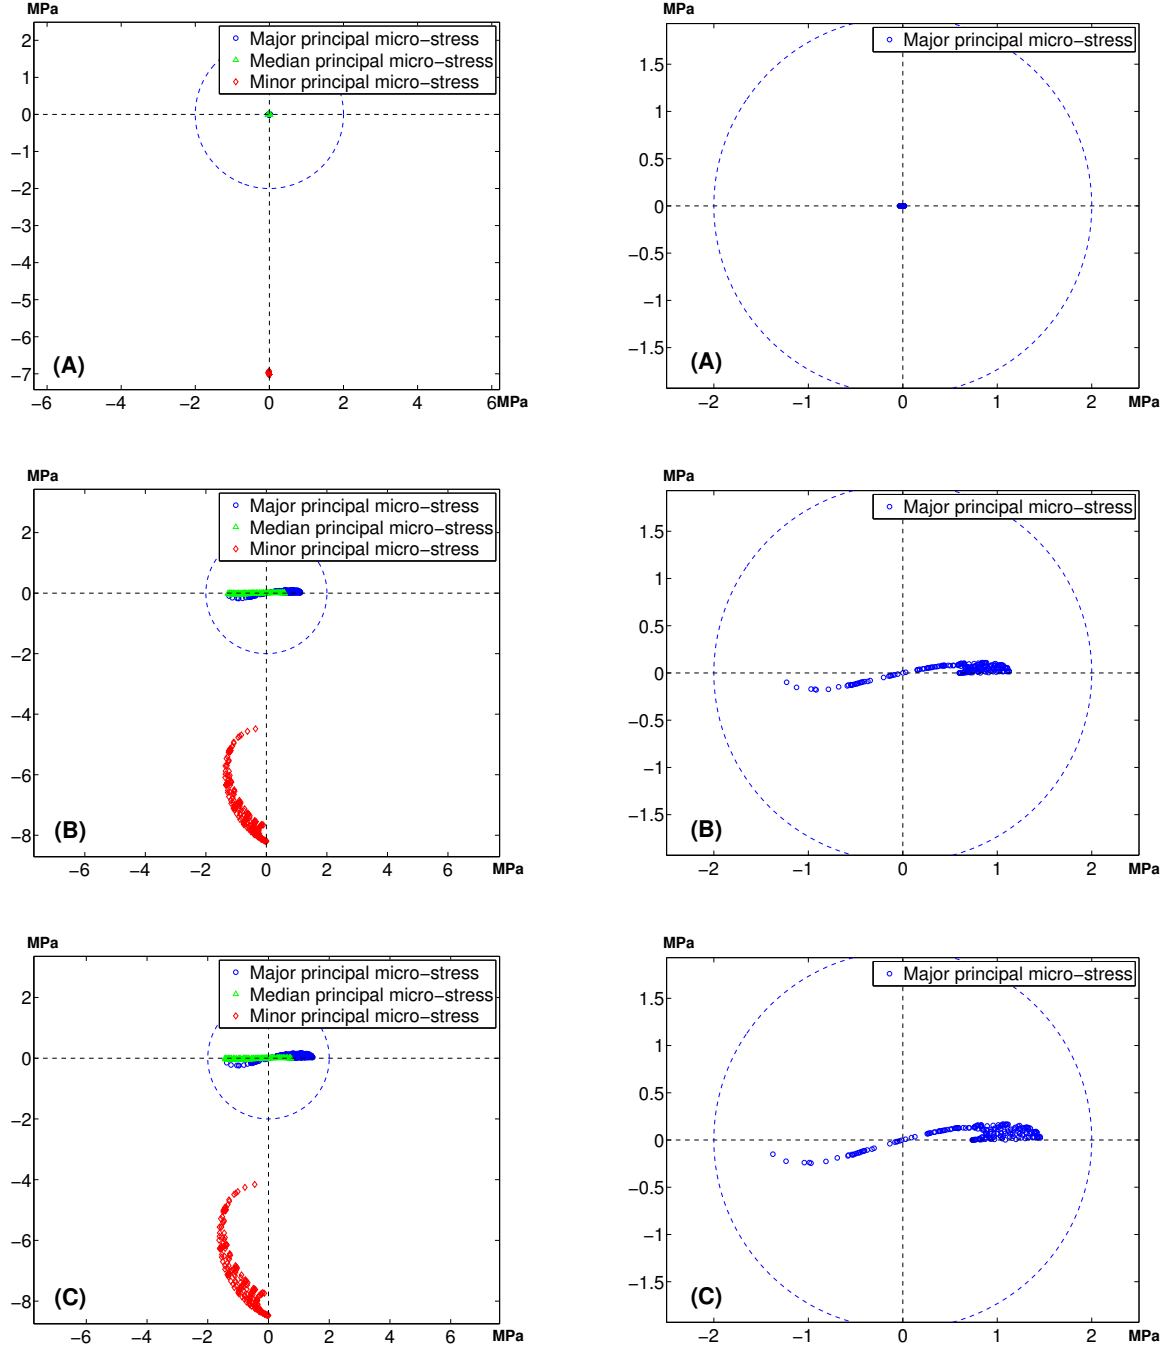 MPa
2
1
0
−1
−2
−3
−4
−5
−6
−7
−6
−4
−2
0
2
4
6
MPa
Major principal micro−stress
Median principal micro−stress
Minor principal micro−stress
(A)
MPa
1.5
1
0.5
0
−0.5
−1
−1.5
−2
−1
0
1
2
MPa
Major principal micro−stress
(A)
MPa
2
0
−2
−4
−6
−8
−6
−4
−2
0
2
4
6
MPa
Major principal micro−stress
Median principal micro−stress
Minor principal micro−stress
(B)
MPa
1.5
1
0.5
0
−0.5
−1
−1.5
−2
−1
0
1
2
MPa
Major principal micro−stress
(B)
MPa
2
0
−2
−4
−6
−8
−6
−4
−2
0
2
4
6
MPa
Major principal micro−stress
Median principal micro−stress
Minor principal micro−stress
(C)
MPa
1.5
1
0.5
0
−0.5
−1
−1.5
−2
−1
0
1
2
MPa
Major principal micro−stress
(C)